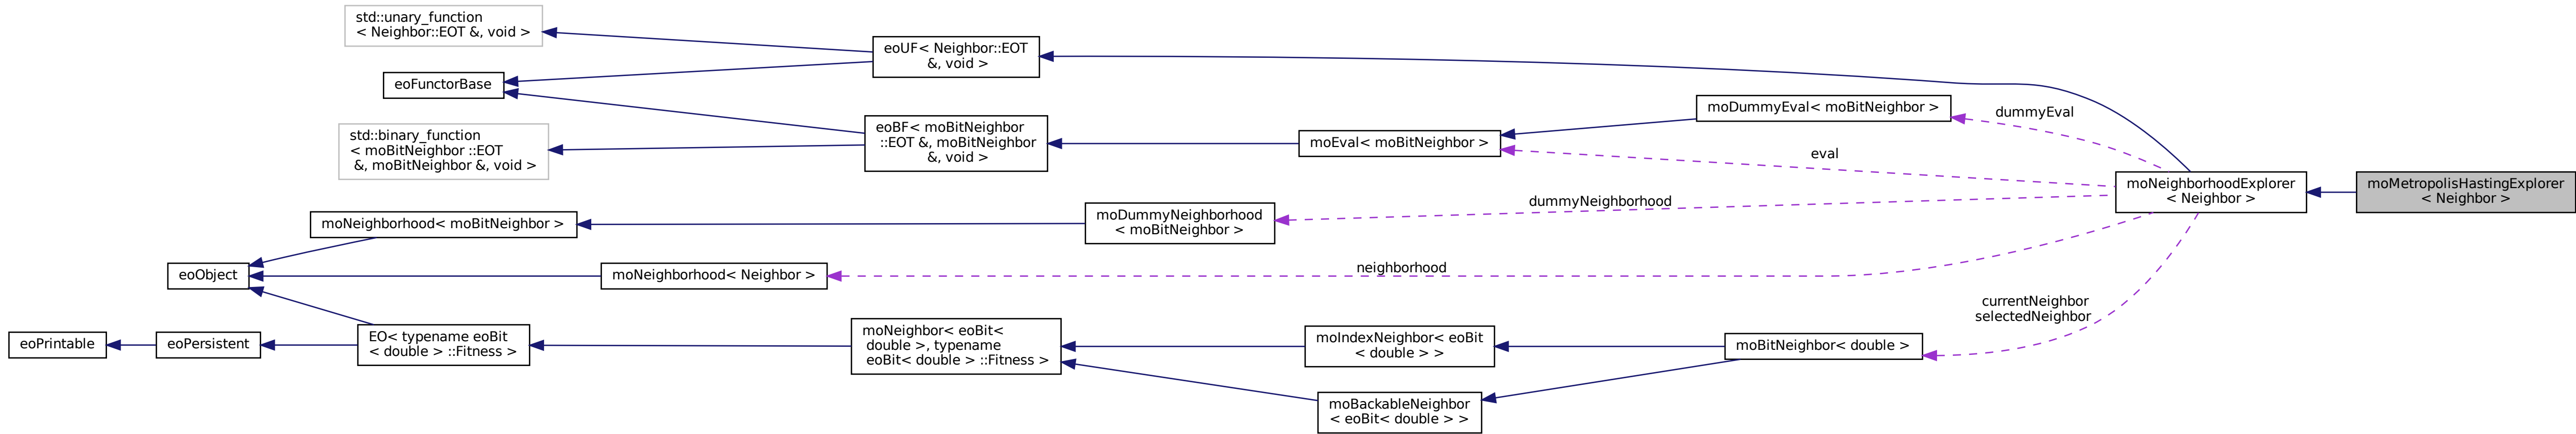 std::unary_function
< Neighbor::EOT &, void >
eoUF< Neighbor::EOT
&, void >
eoFunctorBase
moDummyEval< moBitNeighbor >
dummyEval
std::binary_function
< moBitNeighbor ::EOT
&, moBitNeighbor &, void >
eoBF< moBitNeighbor
::EOT &, moBitNeighbor
&, void >
moEval< moBitNeighbor >
eval
moNeighborhoodExplorer
< Neighbor >
moMetropolisHastingExplorer
< Neighbor >
dummyNeighborhood
moNeighborhood< moBitNeighbor >
moDummyNeighborhood
< moBitNeighbor >
eoObject
moNeighborhood< Neighbor >
neighborhood
currentNeighbor
selectedNeighbor
eoPrintable
eoPersistent
EO< typename eoBit
< double > ::Fitness >
moNeighbor< eoBit<
double >, typename
eoBit< double > ::Fitness >
moIndexNeighbor< eoBit
< double > >
moBitNeighbor< double >
moBackableNeighbor
< eoBit< double > >